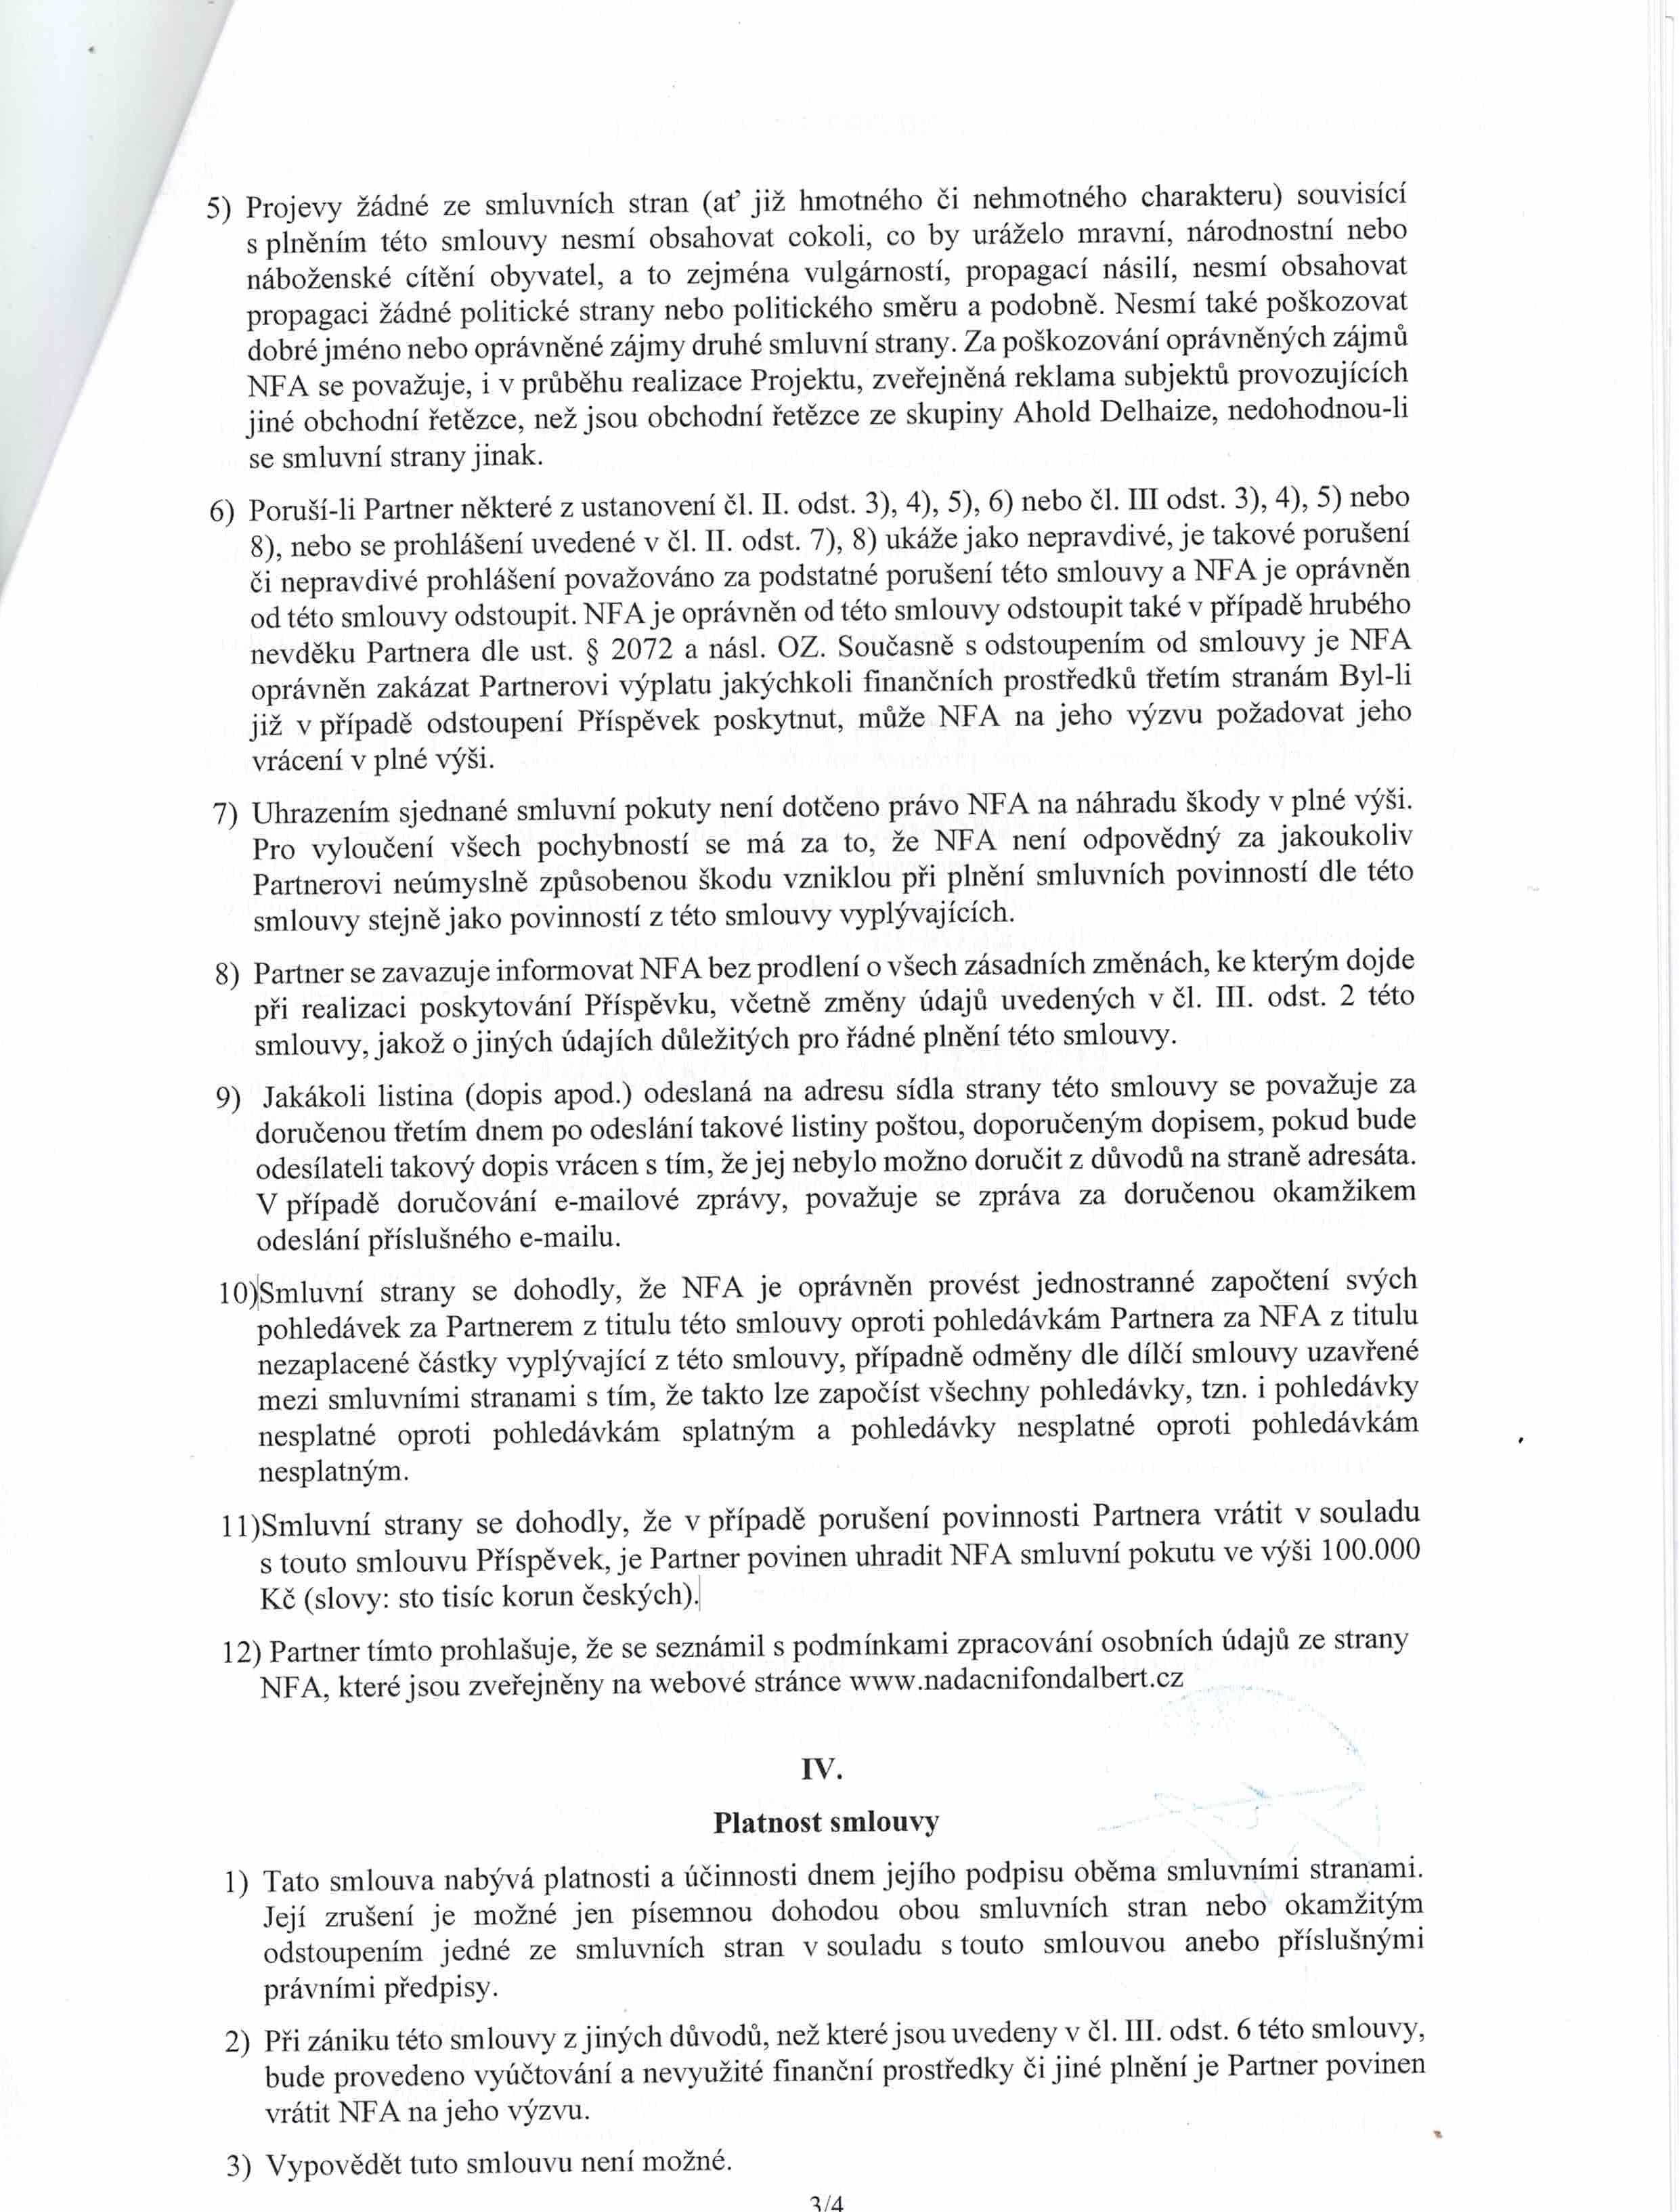 5) Projevy žádné ze smluvních stran (ať již hmotného či nehmotného charakteru) souvisící
s plněním této smlouvy nesmí obsahovat cokoli, co by uráželo mravní, národnostní nebo
náboženské cítění obyvatel, a to zejména vulgárností, propagací násilí, nesmí obsahovat
propagaci žádné politické strany nebo politického směru a podobně. Nesmí také poškozovat
dobré jméno nebo oprávněné zájmy druhé smluvní strany. Za poškozování oprávněných zájmů
NFA se považuje, i v průběhu realizace Projektu, zveřejněná reklama subjektů provozujících
jiné obchodní řetězce, než jsou obchodní řetězce ze skupiny Ahold Delhaize, nedohodnou-li
se smluvní strany jinak.
6) Poruší-li Partner některé z ustanovení čl. II. odst. 3), 4), 5), 6) nebo čl. III odst. 3), 4), 5) nebo
8), nebo se prohlášení uvedené v čl. II. odst. 7), 8) ukáže jako nepravdivé, je takové porušení
či nepravdivé prohlášení považováno za podstatné porušení této smlouvy a NFA je oprávněn
od této smlouvy odstoupit. NFA je oprávněn od této smlouvy odstoupit také v případě hrubého
nevděku Partnera dle ust. § 2072 a násl. OZ. Současně s odstoupením od smlouvy je NFA
oprávněn zakázat Partnerovi výplatu jakýchkoli finančních prostředků třetím stranám Byl-li
již v případě odstoupení Příspěvek poskytnut, může NFA na jeho výzvu požadovat jeho
vrácení v plné výši.
7) Uhrazením sjednané smluvní pokuty není dotčeno právo NFA na náhradu škody v plné výši.
Pro vyloučení všech pochybností se má za to, že NFA není odpovědný za jakoukoliv
Partnerovi neúmyslně způsobenou škodu vzniklou při plnění smluvních povinností dle této
smlouvy stejně jako povinností z této smlouvy vyplývajících.
8) Partner se zavazuje informovat NFA bez prodlení o všech zásadních změnách, ke kterým dojde
při realizaci poskytování Příspěvku, včetně změny údajů uvedených v čl. III. odst. 2 této
smlouvy, jakož o jiných údajích důležitých pro řádné plnění této smlouvy.
9) Jakákoli listina (dopis apod.) odeslaná na adresu sídla strany této smlouvy se považuje za
doručenou třetím dnem po odeslání takové listiny poštou, doporučeným dopisem, pokud bude
odesílateli takový dopis vrácen s tím, že jej nebylo možno doručit z důvodů na straně adresáta.
V případě doručování e-mailové zprávy, považuje se zpráva za doručenou okamžikem
odeslání příslušného e-mailu.
10)Smluvní strany se dohodly, že NFA je oprávněn provést jednostranné započtení svých
pohledávek za Partnerem z titulu této smlouvy oproti pohledávkám Partnera za NFA z titulu
nezaplacené částky vyplývající z této smlouvy, případně odměny dle dílčí smlouvy uzavřené
mezi smluvními stranami s tím, že takto lze započíst všechny pohledávky, tzn. i pohledávky
nesplatné oproti pohledávkám splatným a pohledávky nesplatné oproti pohledávkám
nesplatným.
11)Smluvní strany se dohodly, že v případě porušení povinnosti Partnera vrátit v souladu
s touto smlouvu Příspěvek, je Partner povinen uhradit NFA smluvní pokutu ve výši 100.000
Kč (slovy: sto tisíc korun českých).
12) Partner tímto prohlašuje, že se seznámil s podmínkami zpracování osobních údajů ze strany
NFA, které jsou zveřejněny na webové stránce www.nadacnifondalbert.cz
IV.
Platnost smlouvy
1) Tato smlouva nabývá platnosti a účinnosti dnem jejího podpisu oběma smluvními stranami.
Její zrušení je možné jen písemnou dohodou obou smluvních stran nebo okamžitým
odstoupením jedné ze smluvních stran v souladu s touto smlouvou anebo příslušnými
právními předpisy.
2) Při zániku této smlouvy z jiných důvodů, než které jsou uvedeny v čl. III. odst. 6 této smlouvy,
bude provedeno vyúčtování a nevyužité finanční prostředky či jiné plnění je Partner povinen
vrátit NFA na jeho výzvu.
3) Vypovědět tuto smlouvu není možné.
3/4